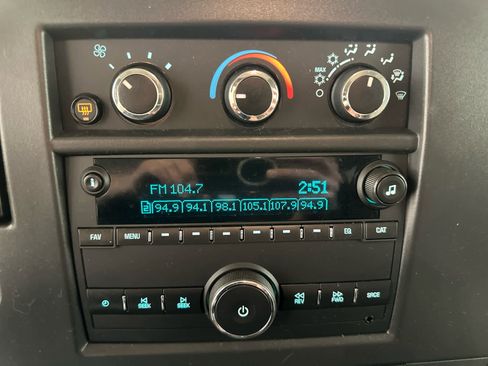 MAX
FM 104.7 2:51
2 94.9 94.1 98.1 105.1 107.9 94.9
FAV MENU EQ CAT
SEEK SEEK REV FWD SRCE